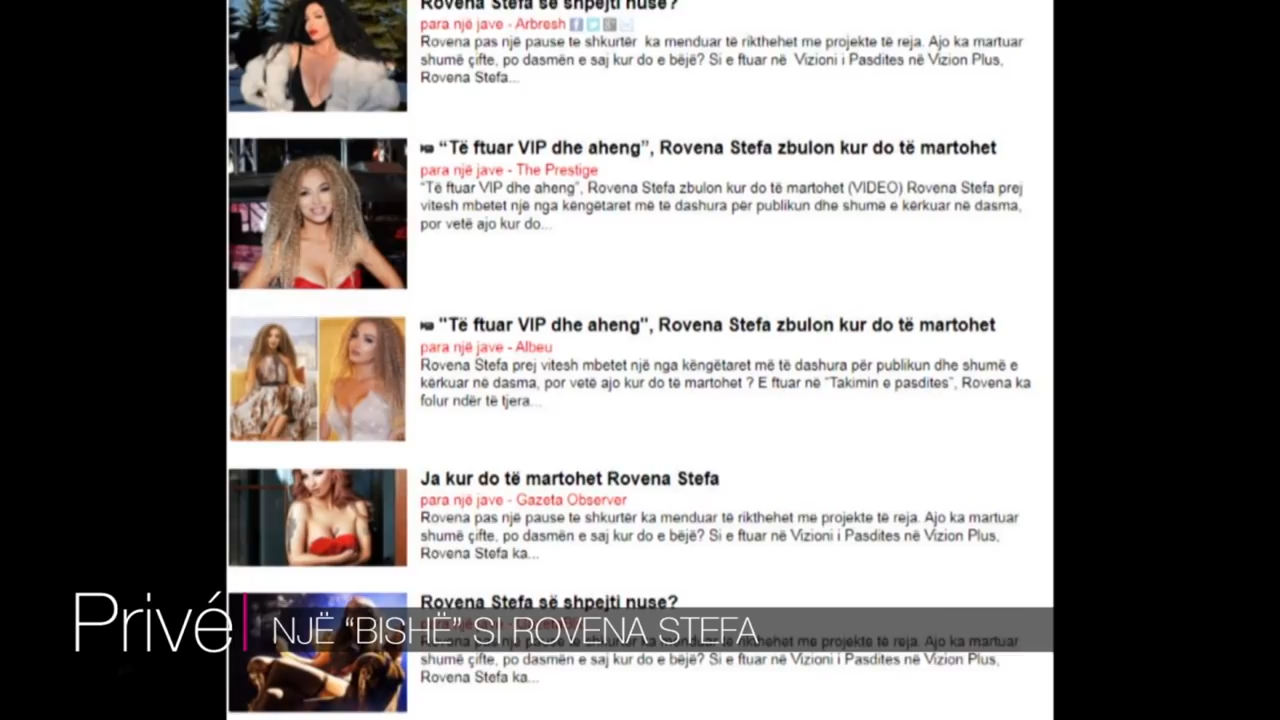 Rovena Stefa së shpejti nuse?
para një jave - Arbresh
Rovena pas një pause te shkurtër ka menduar të rikthehet me projekte të reja. Ajo ka martuar
shumë çifte, po dasmën e saj kur do e bëjë? Si e ftuar në Vizioni i Pasdites në Vizion Plus,
Rovena Stefa...
“Të ftuar VIP dhe aheng”, Rovena Stefa zbulon kur do të martohet
para një jave - The Prestige
“Të ftuar VIP dhe aheng”, Rovena Stefa zbulon kur do të martohet (VIDEO) Rovena Stefa prej
vitesh mbetet një nga këngëtaret më të dashura për publikun dhe shumë e kërkuar në dasma,
por vetë ajo kur do...
"Të ftuar VIP dhe aheng", Rovena Stefa zbulon kur do të martohet
para një jave - Albeu
Rovena Stefa prej vitesh mbetet një nga këngëtaret më të dashura për publikun dhe shumë e
kërkuar në dasma, por vetë ajo kur do të martohet ? E ftuar në “Takimin e pasdites”, Rovena ka
folur ndër të tjera...
Ja kur do të martohet Rovena Stefa
para një jave - Gazeta Observer
Rovena pas një pause te shkurtër ka menduar të rikthehet me projekte të reja. Ajo ka martuar
shumë çifte, po dasmën e saj kur do e bëjë? Si e ftuar në Vizioni i Pasdites në Vizion Plus,
Rovena Stefa ka...
Rovena Stefa së shpejti nuse?
Privé
NJË “BISHË” SI ROVENA STEFA
rikthehet me projekte të reja. Ajo ka martuar
shumë çifte, po dasmën e saj kur do e bëjë? Si e ftuar në Vizioni i Pasdites në Vizion Plus,
Rovena Stefa ka...